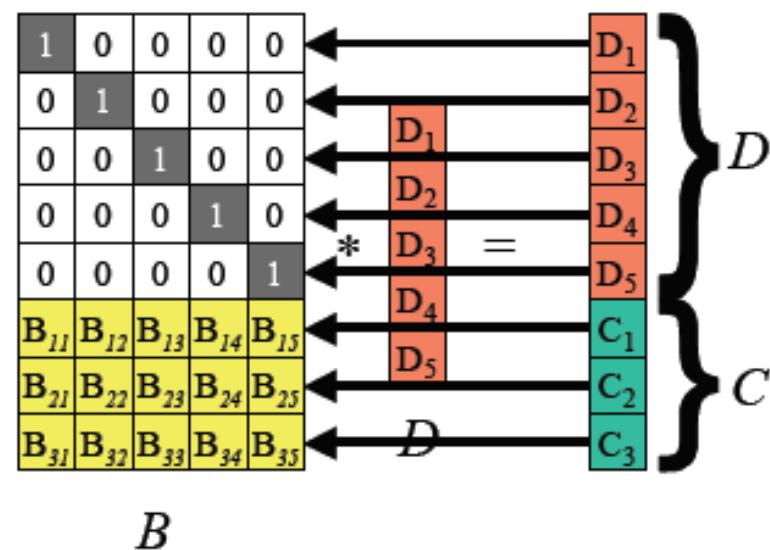 1 0 0 0 0 D₁
0 1 0 0 0 D₂
D₁
0 0 1 0 0 D₃ D
D₂
0 0 0 1 0 D₄
0 0 0 0 1 * D₃ = D₅
D₄
B₁₁ B₁₂ B₁₃ B₁₄ B₁₅ C₁
D₅
B₂₁ B₂₂ B₂₃ B₂₄ B₂₅ C₂ C
B₃₁ B₃₂ B₃₃ B₃₄ B₃₅ D C₃
B